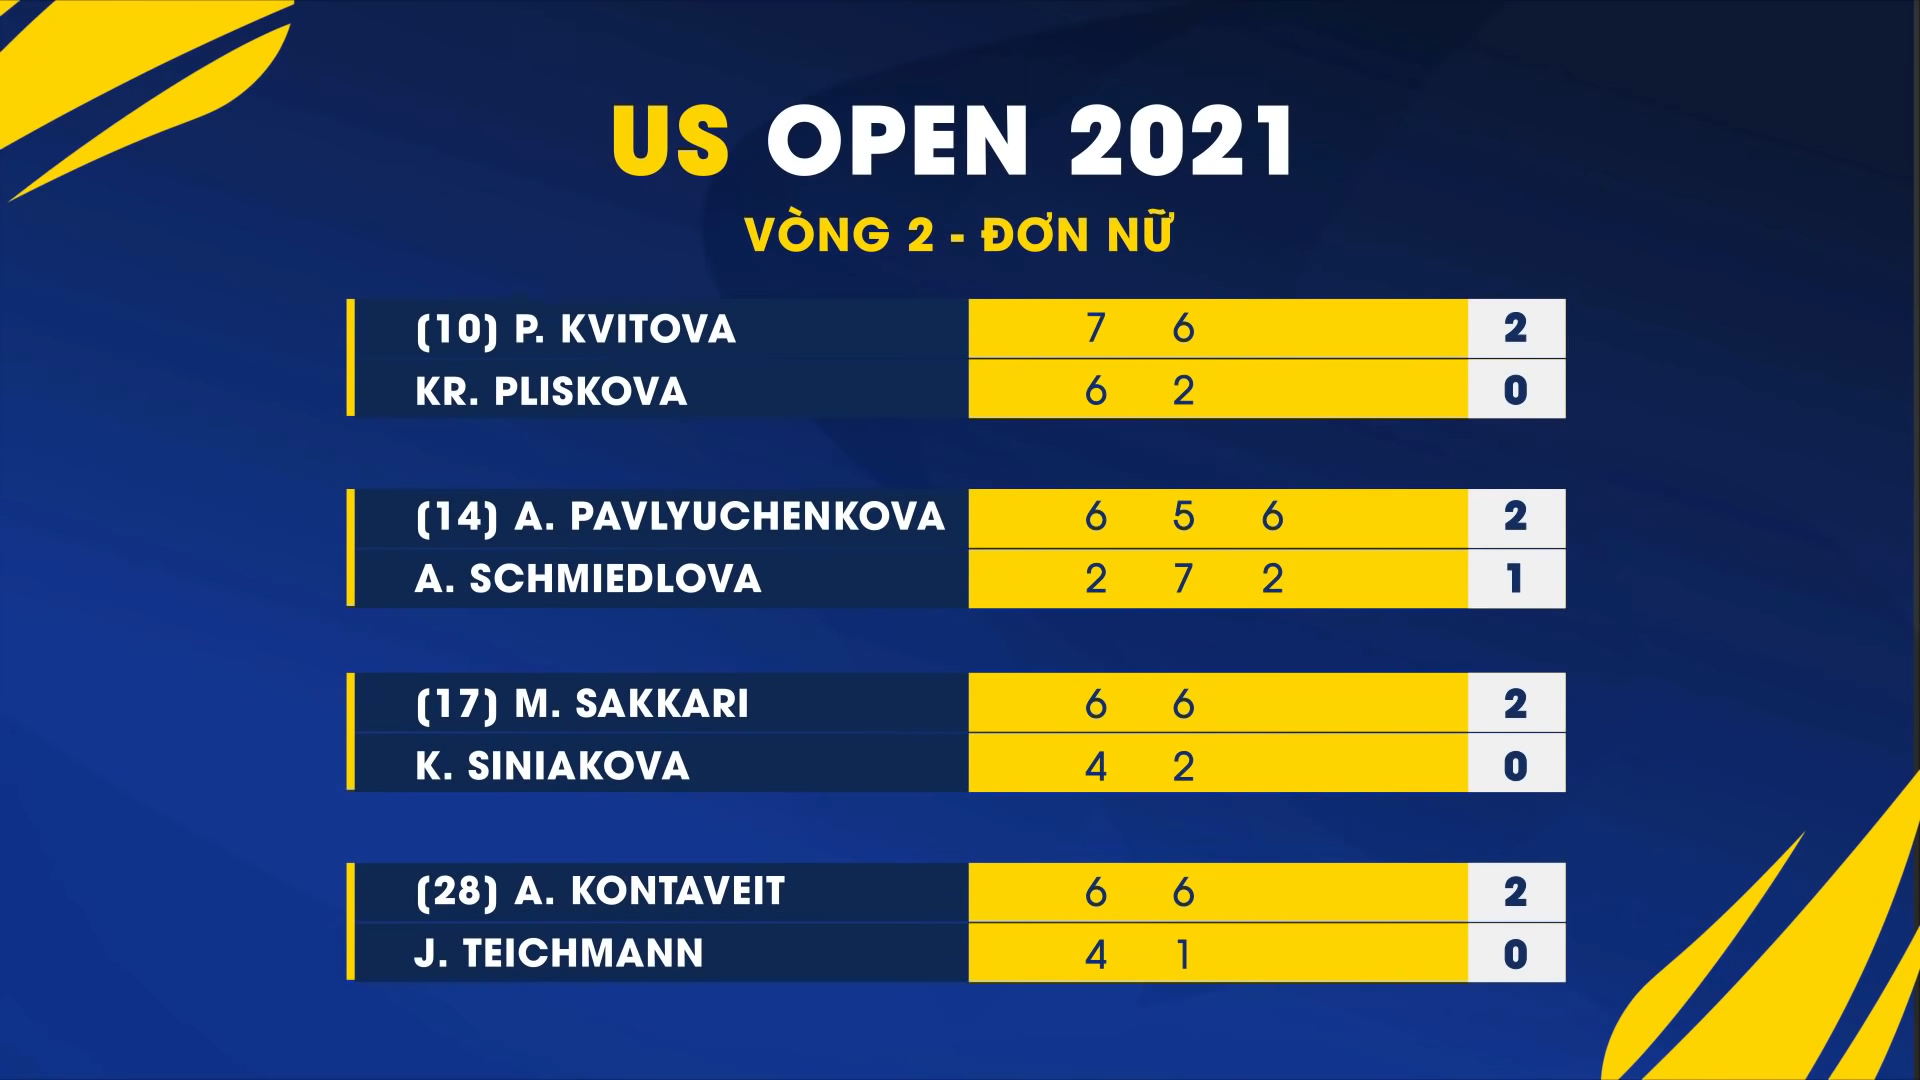 US OPEN 2021
VÒNG 2 - ĐƠN NỮ
(10) P. KVITOVA 7 6 2
KR. PLISKOVA 6 2 0
(14) A. PAVLYUCHENKOVA 6 5 6 2
A. SCHMIEDLOVA 2 7 2 1
(17) M. SAKKARI 6 6 2
K. SINIAKOVA 4 2 0
(28) A. KONTAVEIT 6 6 2
J. TEICHMANN 4 1 0